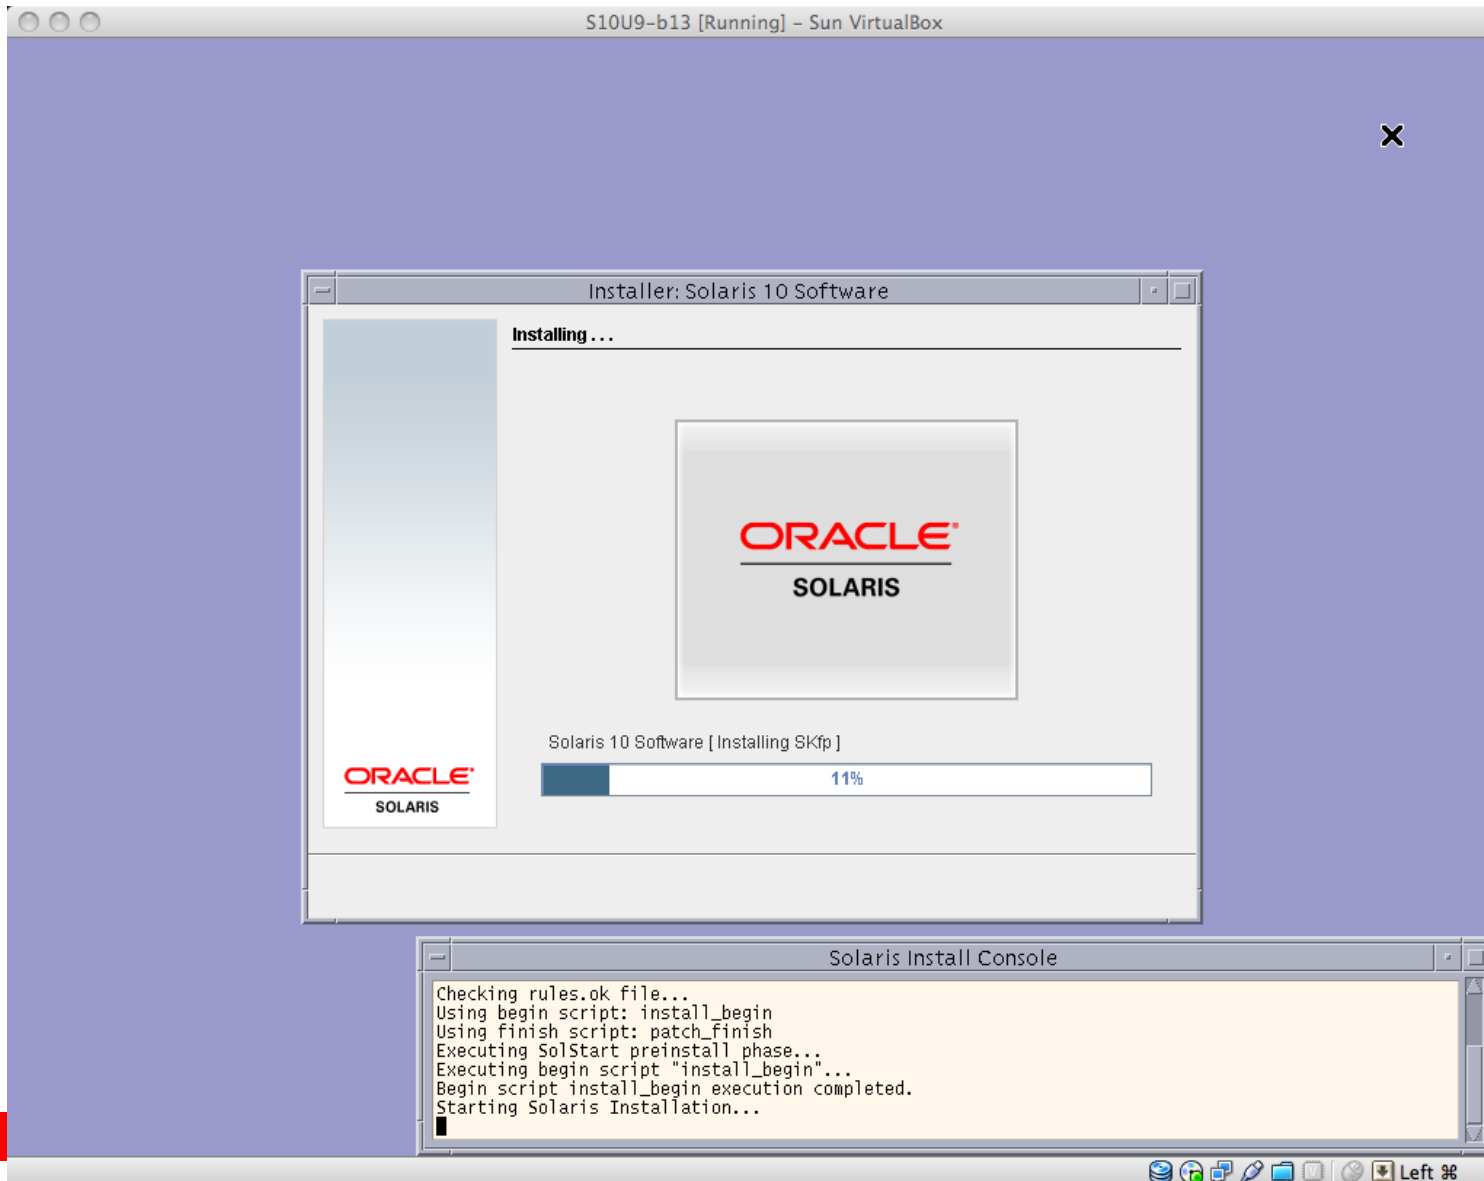 S10U9-b13 [Running] - Sun VirtualBox
Installer: Solaris 10 Software
Installing . . .
ORACLE
SOLARIS
Solaris 10 Software [ Installing SKfp ]
11%
ORACLE
SOLARIS
Solaris Install Console
Checking rules.ok file...
Using begin script: install_begin
Using finish script: patch_finish
Executing SolStart preinstall phase...
Executing begin script "install_begin"...
Begin script install_begin execution completed.
Starting Solaris Installation...
Left ⌘